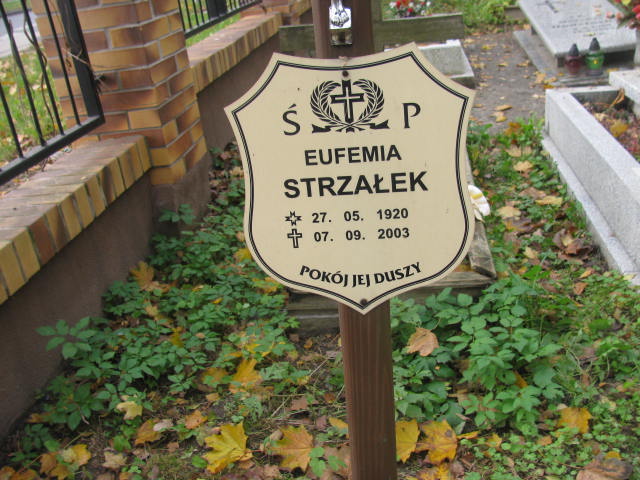 Ś P
EUFEMIA
STRZAŁEK
27. 05. 1920
07. 09. 2003
POKÓJ JEJ DUSZY